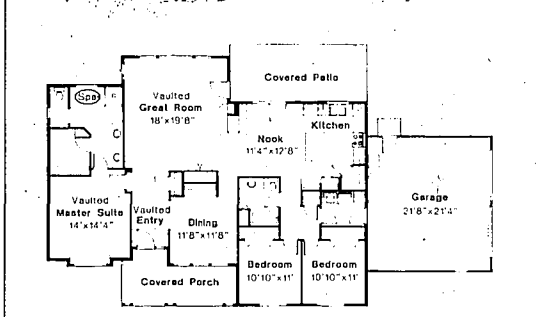 Covered Patio
Spa
Vaulted
Great Room
18'x19'8"
Kitchen
Nook
11'4"x12'8"
Garage
21'8"x21'4"
Vaulted
Master Suite
14'x14'4"
Vaulted
Entry
Dining
11'8"x11'8"
Bedroom
10'10"x11'
Bedroom
10'10"x11'
Covered Porch